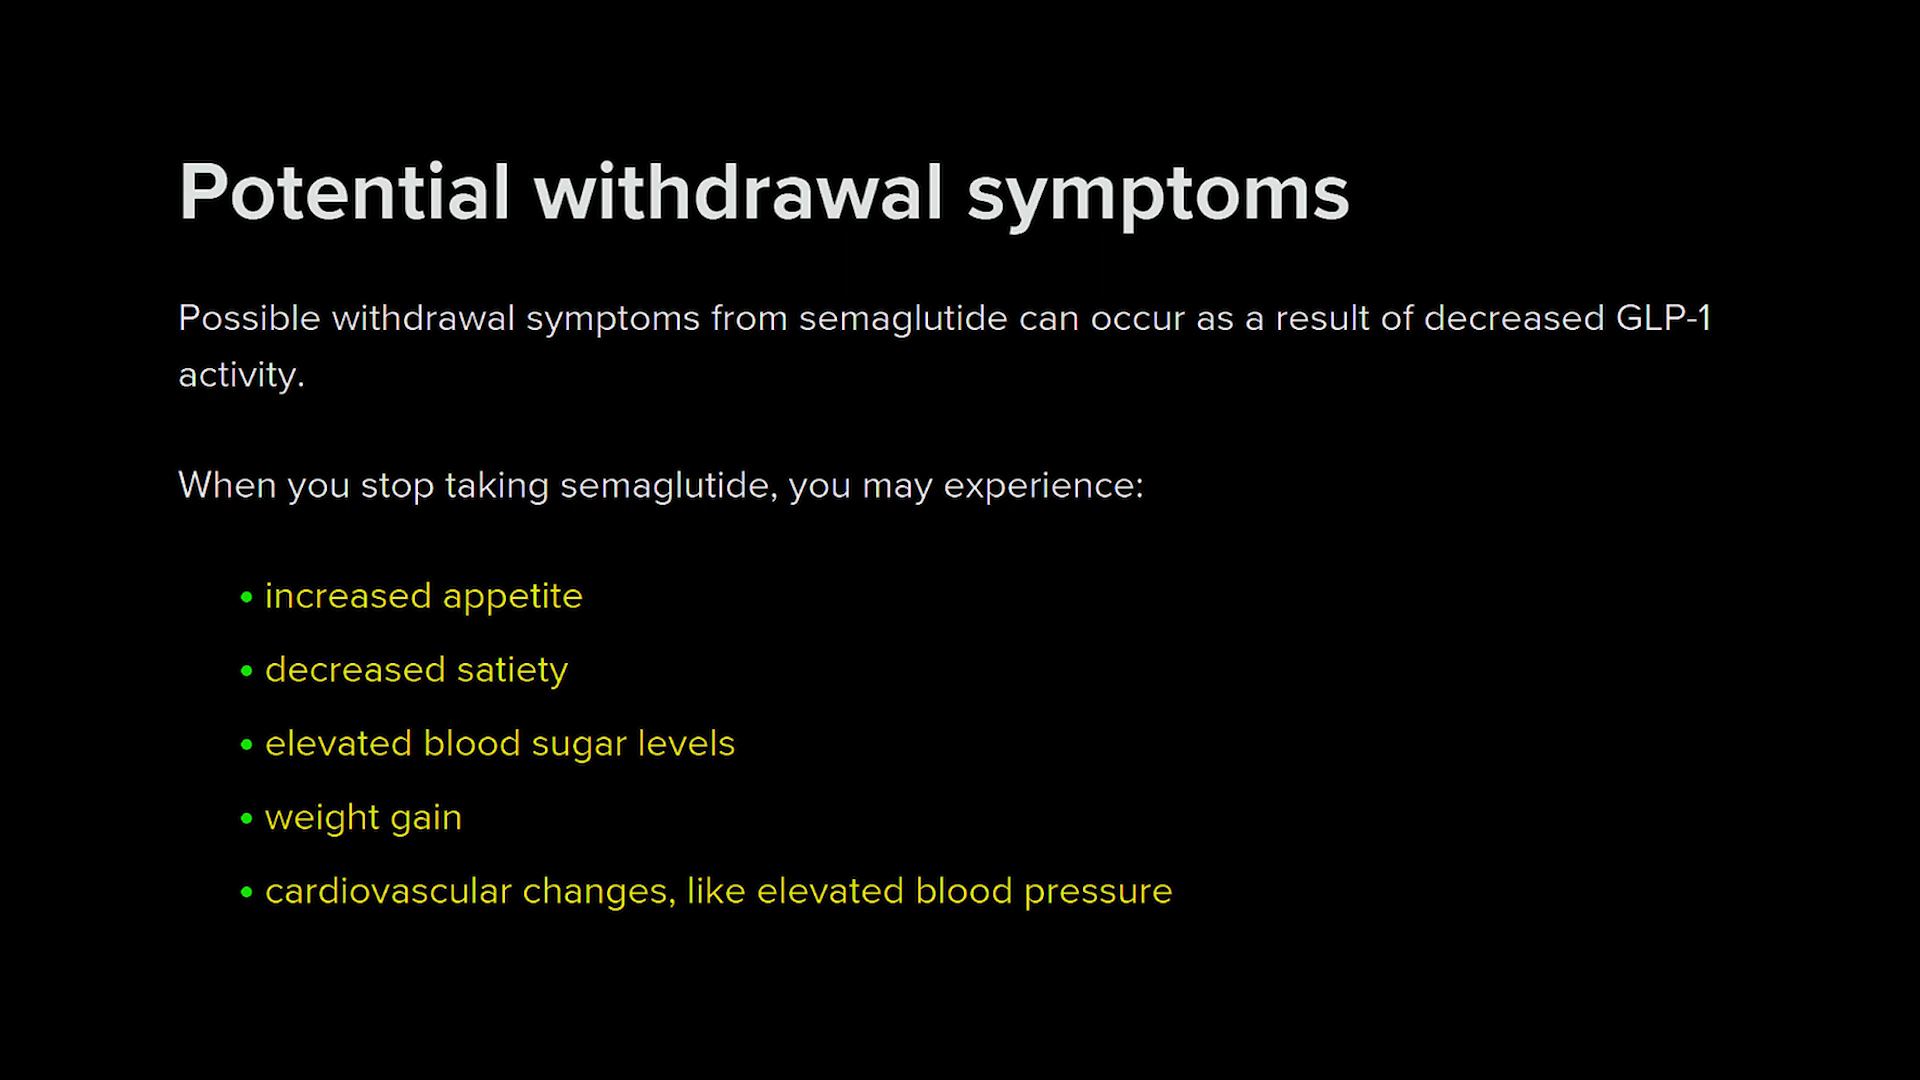 Potential withdrawal symptoms
Possible withdrawal symptoms from semaglutide can occur as a result of decreased GLP-1
activity.
When you stop taking semaglutide, you may experience:
• increased appetite
• decreased satiety
• elevated blood sugar levels
• weight gain
• cardiovascular changes, like elevated blood pressure